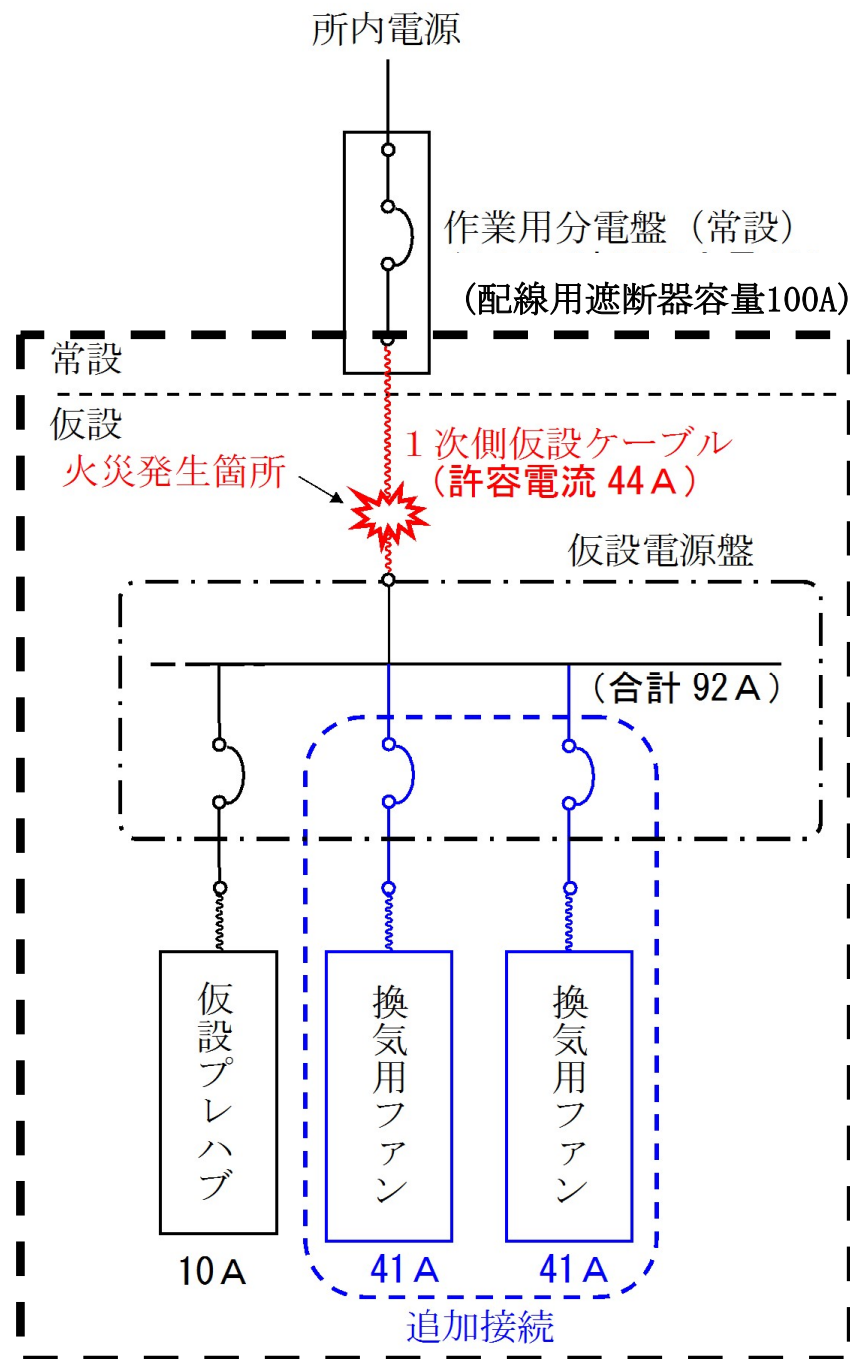 所内電源
作業用分電盤（常設）
(配線用遮断器容量100A)
常設
仮設
火災発生箇所
１次側仮設ケーブル
（許容電流 44Ａ）
仮設電源盤
（合計 92Ａ）
仮設プレハブ
換気用ファン
換気用ファン
10Ａ
41Ａ
41Ａ
追加接続